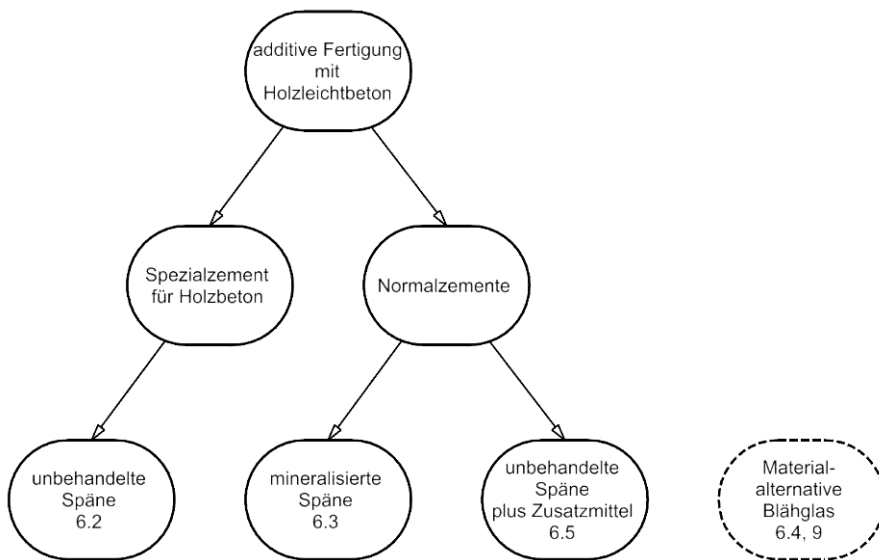 additive Fertigung
mit
Holzleichtbeton
Spezialzement
für Holzbeton
Normalzemente
unbehandelte
Späne
6.2
mineralisierte
Späne
6.3
unbehandelte
Späne
plus Zusatzmittel
6.5
Material-
alternative
Blähglas
6.4, 9